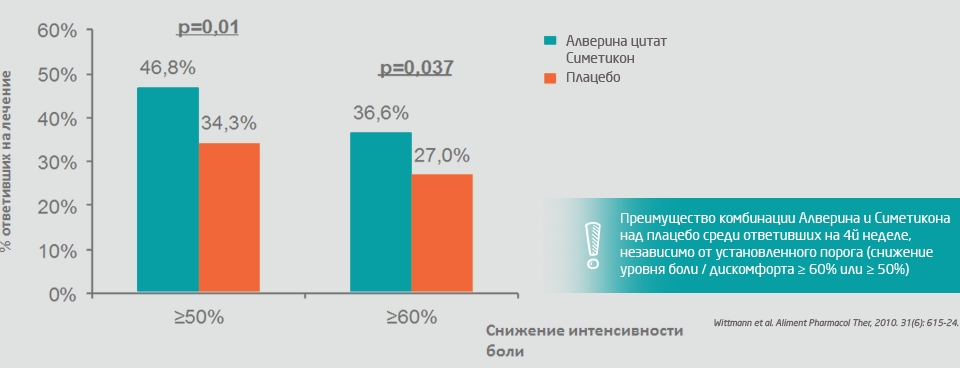 % ответивших на лечение
60%
50%
40%
30%
20%
10%
0%
p=0,01
46,8%
34,3%
p=0,037
36,6%
27,0%
≥50%
≥60%
Снижение интенсивности
боли
Алверина цитат
Симетикон
Плацебо
Преимущество комбинации Алверина и Симетикона
над плацебо среди ответивших на 4й неделе,
независимо от установленного порога (снижение
уровня боли / дискомфорта ≥ 60% или ≥ 50%)
Wittmann et al. Aliment Pharmacol Ther, 2010. 31(6): 615-24.